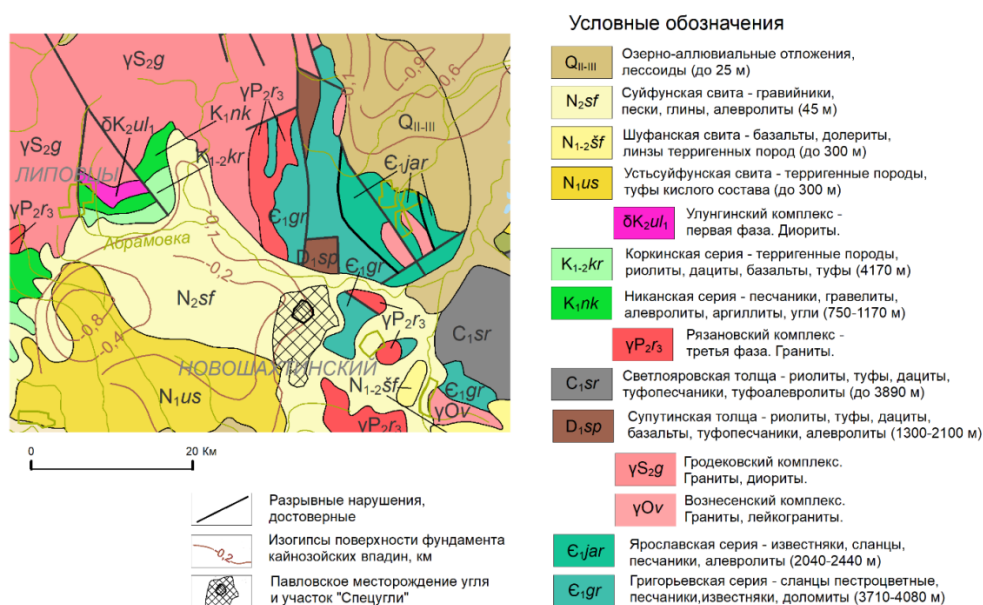 Условные обозначения
γS₂g
γP₂r₃
δK₂ul₁
K₁nk
γS₂g
K₁₋₂kr
ЛИПОВЦЫ
γP₂r₃
Абрамовка
-0,1
-0,2
-0,1
-0,9
-0,6
Q_II-III
Є₁jar
Є₁gr
D₁sp
Є₁gr
N₂sf
γP₂r₃
C₁sr
-0,8
-0,4
НОВОШАХТИНСКИЙ
N₁us
N₁₋₂šf
Є₁gr
γOv
γP₂r₃
0
20 Км
Разрывные нарушения,
достоверные
-0,2
Изогипсы поверхности фундамента
кайнозойских впадин, км
Павловское месторождение угля
и участок "Спецугли"
Q_II-III
Озерно-аллювиальные отложения,
лессоиды (до 25 м)
N₂sf
Суйфунская свита - гравийники,
пески, глины, алевролиты (45 м)
N₁₋₂šf
Шуфанская свита - базальты, долериты,
линзы терригенных пород (до 300 м)
N₁us
Устьсуйфунская свита - терригенные породы,
туфы кислого состава (до 300 м)
δK₂ul₁
Улунгинский комплекс -
первая фаза. Диориты.
K₁₋₂kr
Коркинская серия - терригенные породы,
риолиты, дациты, базальты, туфы (4170 м)
K₁nk
Никанская серия - песчаники, гравелиты,
алевролиты, аргиллиты, угли (750-1170 м)
γP₂r₃
Рязановский комплекс -
третья фаза. Граниты.
C₁sr
Светлояровская толща - риолиты, туфы, дациты,
туфопесчаники, туфоалевролиты (до 3890 м)
D₁sp
Супутинская толща - риолиты, туфы, дациты,
базальты, туфопесчаники, алевролиты (1300-2100 м)
γS₂g
Гродековский комплекс.
Граниты, диориты.
γOv
Вознесенский комплекс.
Граниты, лейкограниты.
Є₁jar
Ярославская серия - известняки, сланцы,
песчаники, алевролиты (2040-2440 м)
Є₁gr
Григорьевская серия - сланцы пестроцветные,
песчаники,известняки, доломиты (3710-4080 м)